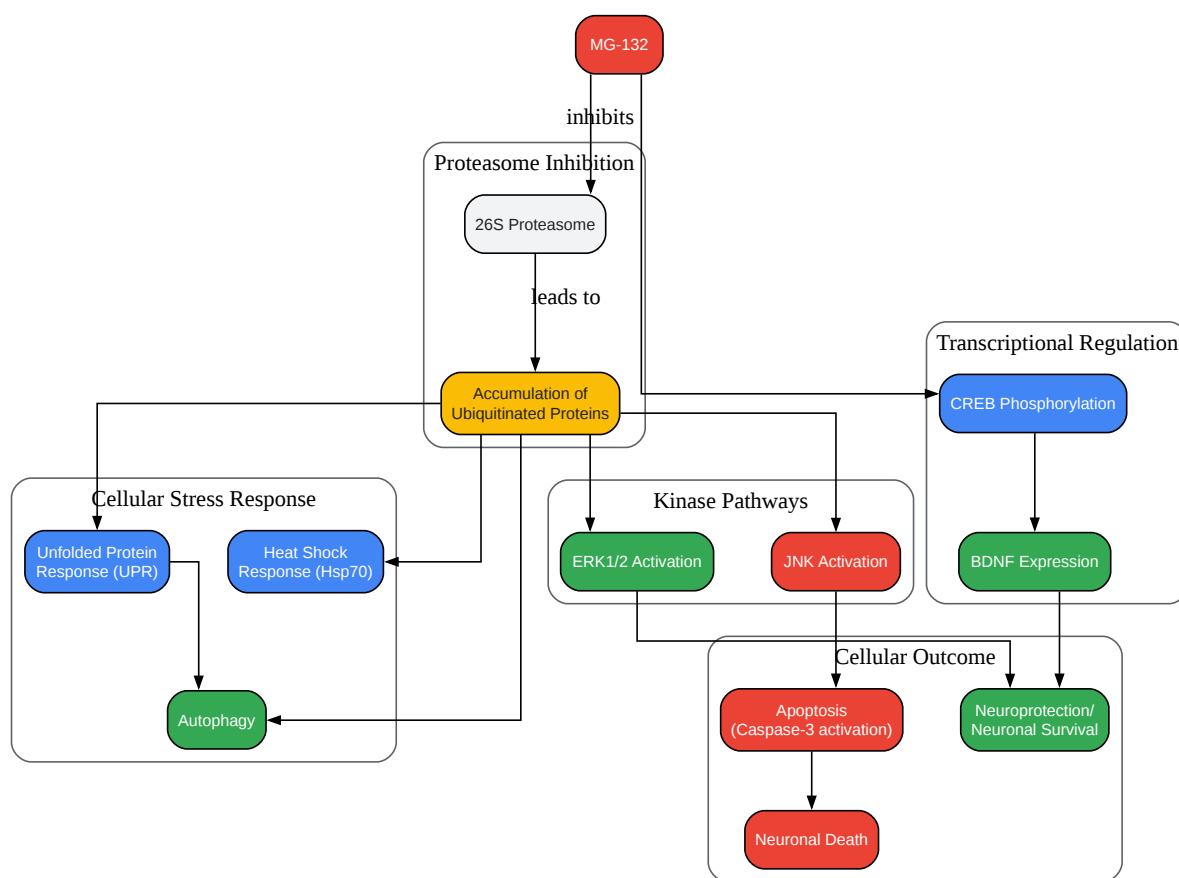 MG-132
inhibits
Proteasome Inhibition
26S Proteasome
leads to
Transcriptional Regulation
Accumulation of
Ubiquitinated Proteins
CREB Phosphorylation
Cellular Stress Response
Kinase Pathways
Unfolded Protein
Response (UPR)
Heat Shock
Response (Hsp70)
ERK1/2 Activation
JNK Activation
BDNF Expression
Cellular Outcome
Autophagy
Apoptosis
(Caspase-3 activation)
Neuroprotection/
Neuronal Survival
Neuronal Death